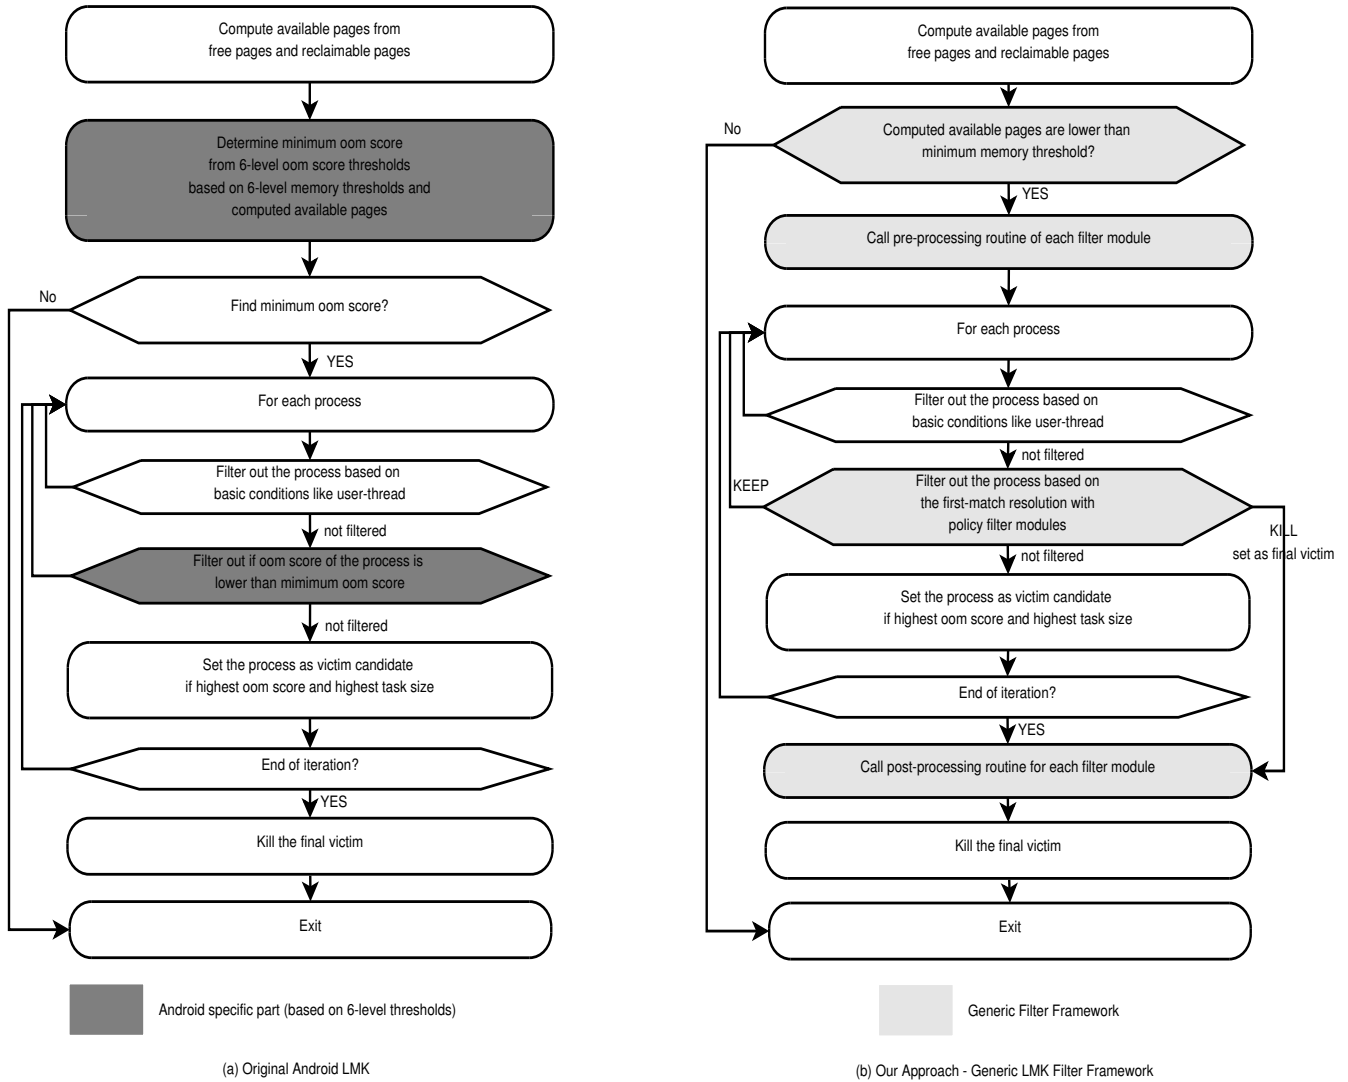 Compute available pages from
free pages and reclaimable pages
Determine minimum oom score
from 6-level oom score thresholds
based on 6-level memory thresholds and
computed available pages
No
Find minimum oom score?
YES
For each process
Filter out the process based on
basic conditions like user-thread
not filtered
Filter out if oom score of the process is
lower than mimimum oom score
not filtered
Set the process as victim candidate
if highest oom score and highest task size
End of iteration?
YES
Kill the final victim
Exit
Android specific part (based on 6-level thresholds)
(a) Original Android LMK
Compute available pages from
free pages and reclaimable pages
No
Computed available pages are lower than
minimum memory threshold?
YES
Call pre-processing routine of each filter module
For each process
Filter out the process based on
basic conditions like user-thread
not filtered
KEEP
Filter out the process based on
the first-match resolution with
policy filter modules
KILL
set as final victim
not filtered
Set the process as victim candidate
if highest oom score and highest task size
End of iteration?
YES
Call post-processing routine for each filter module
Kill the final victim
Exit
Generic Filter Framework
(b) Our Approach - Generic LMK Filter Framework